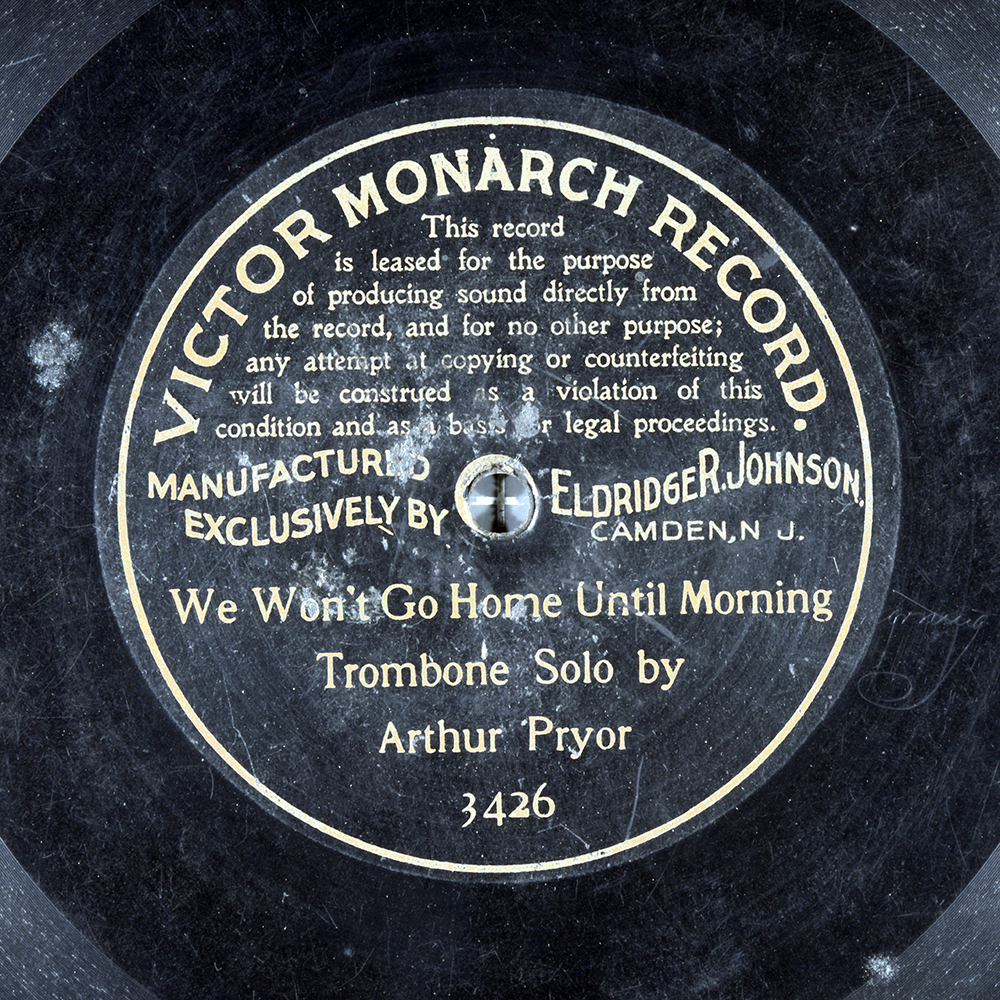 VICTOR MONARCH RECORD.
This record
is leased for the purpose
of producing sound directly from
the record, and for no other purpose;
any attempt at copying or counterfeiting
will be construed as a violation of this
condition and as a basis for legal proceedings.
MANUFACTURED
EXCLUSIVELY BY
ELDRIDGE R. JOHNSON.
CAMDEN, N J.
We Won't Go Home Until Morning
Trombone Solo by
Arthur Pryor
3426